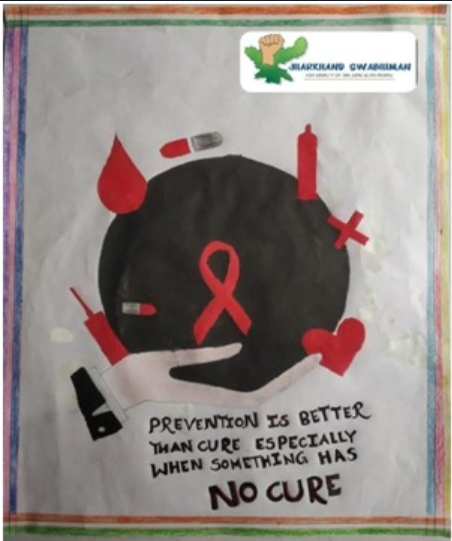 JHARKHAND SWABHIMAN
PREVENTION IS BETTER
THAN CURE ESPECIALLY
WHEN SOMETHING HAS
NO CURE